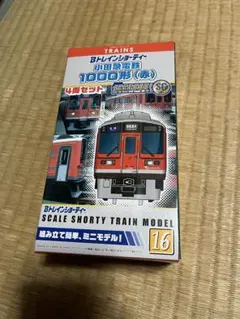 TRAINS
Bトレインショーティー
小田急電鉄
1000形(赤)
4両セット
SG
Bトレインショーティー
SCALE SHORTY TRAIN MODEL
組み立て簡単、ミニモデル!
16